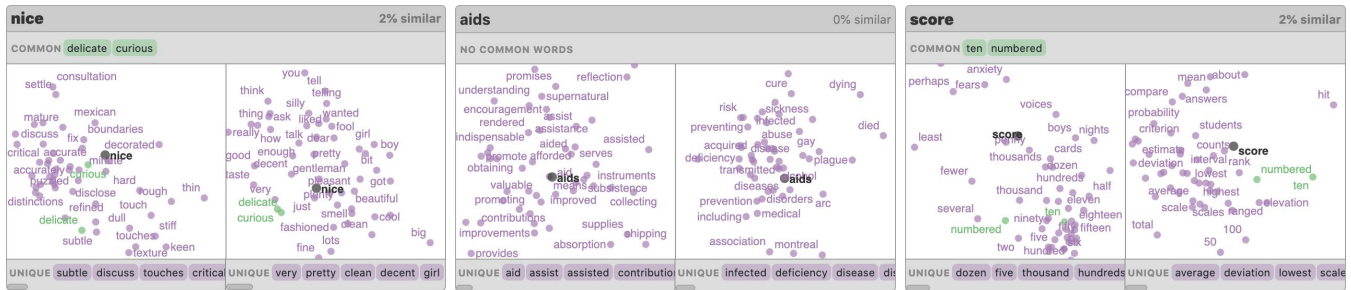 nice 2% similar
COMMON delicate curious
consultation
settle
mexican
mature
boundaries
discuss
fix
decorated
critical accurate
nice
curious
accurately
puzzled
hard
disclose
rough
thin
distinctions
refined
touch
delicate
dull
stiff
subtle
touches
keen
texture
you
tell
think
telling
silly
thing
ask
liked
wanted
fool
really
how
talk
dear
girl
enough
boy
good
decent
pretty
bit
gentleman
taste
pleasant
got
very
nice
plenty
beautiful
delicate
just
smell
curious
clean
cool
fashioned
lots
big
fine
UNIQUE subtle discuss touches critical
UNIQUE very pretty clean decent girl
aids 0% similar
NO COMMON WORDS
promises
reflection
understanding
supernatural
encouragement
assist
rendered
assistance
indispensable
assisted
aided
promote
afforded
serves
obtaining
aid
aids
instruments
means
subsistence
valuable
improved
promoting
collecting
contributions
supplies
improvements
shipping
absorption
provides
cure
dying
risk
sickness
infected
preventing
died
abuse
gay
acquired
disease
deficiency
plague
transmitted
alcohol
aids
diseases
prevention
disorders
arc
including
medical
association
montreal
UNIQUE aid assist assisted contribution
UNIQUE infected deficiency disease dis
score 2% similar
COMMON ten numbered
anxiety
perhaps
fears
voices
boys
nights
least
score
cards
thousands
dozen
fewer
hundreds
thousand
half
eleven
several
ten
ninety
eighteen
numbered
fifty
fifteen
five
six
two
hundred
mean
about
compare
hit
answers
probability
students
criterion
counts
score
estimate
interval
rank
deviation
lowest
numbered
ten
average
highest
elevation
scale
scales
ranged
total
100
50
UNIQUE dozen five thousand hundreds
UNIQUE average deviation lowest scale